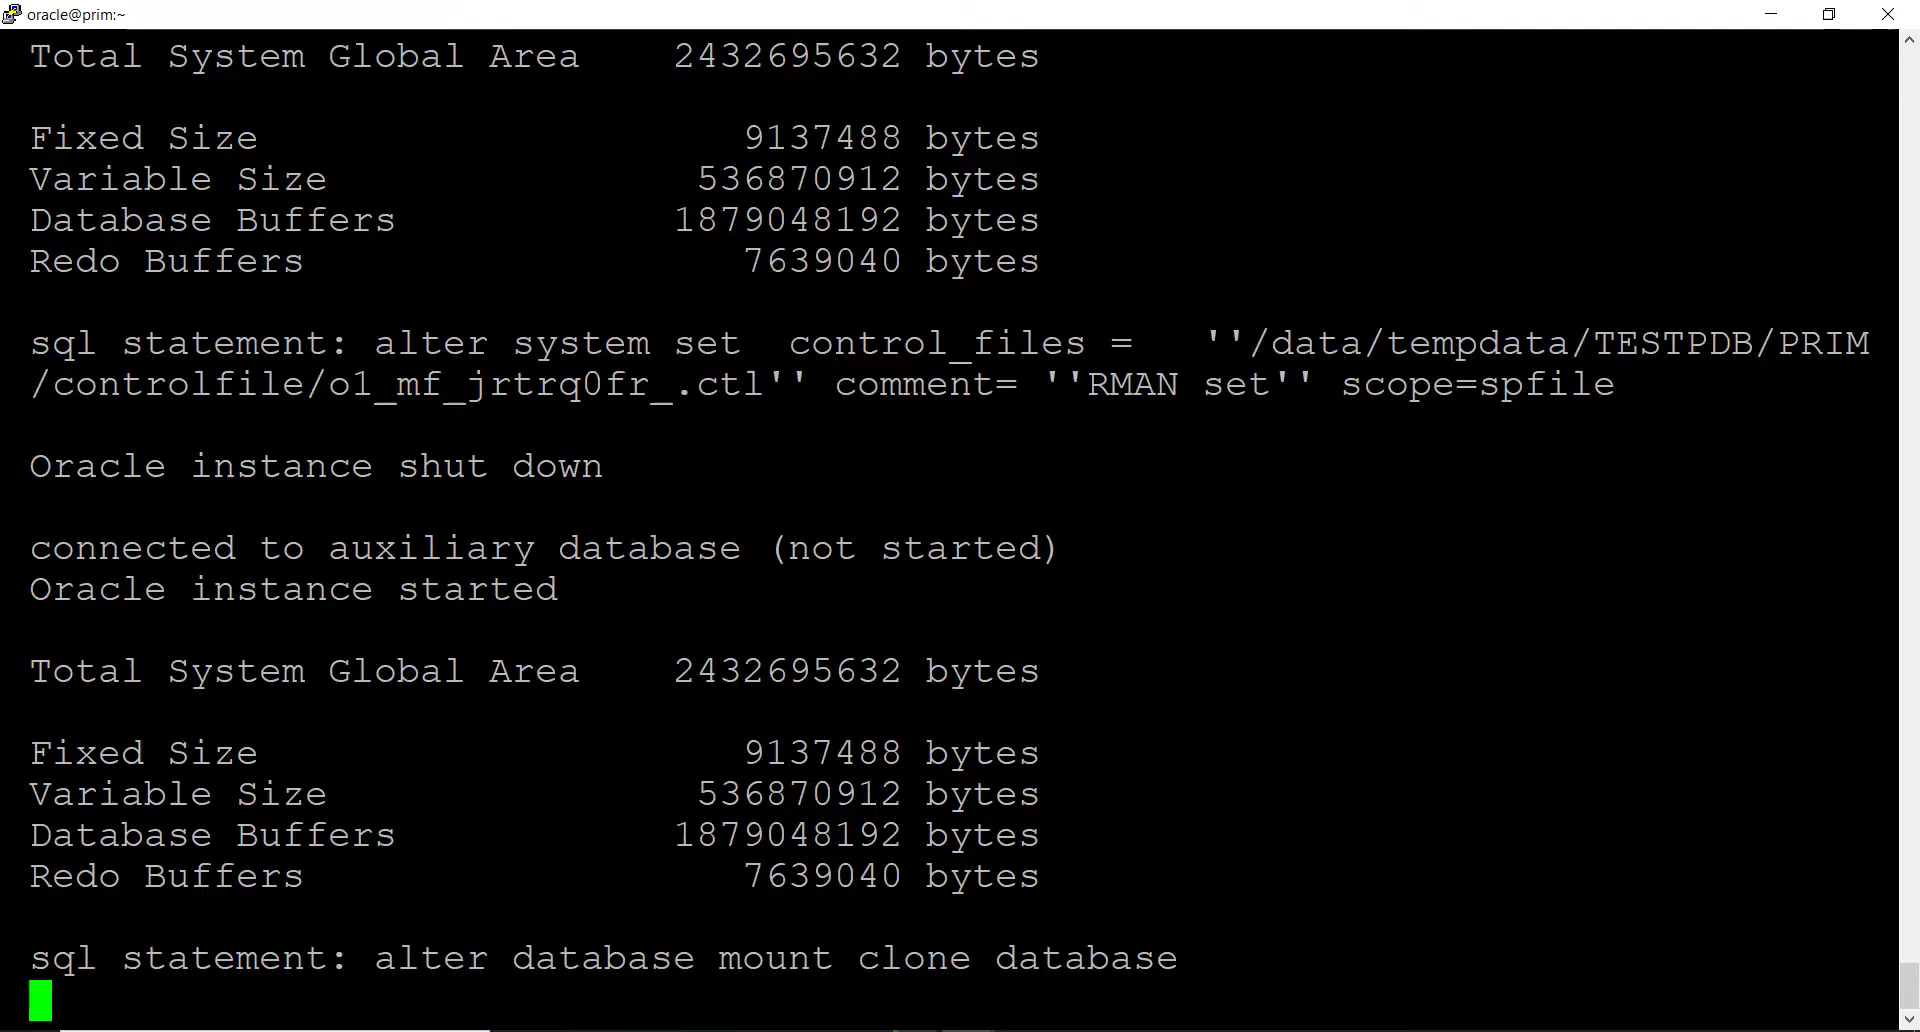 oracle@prim:~
Total System Global Area    2432695632 bytes
Fixed Size                     9137488 bytes
Variable Size                536870912 bytes
Database Buffers            1879048192 bytes
Redo Buffers                   7639040 bytes
sql statement: alter system set  control_files =   ''/data/tempdata/TESTPDB/PRIM
/controlfile/o1_mf_jrtrq0fr_.ctl'' comment= ''RMAN set'' scope=spfile
Oracle instance shut down
connected to auxiliary database (not started)
Oracle instance started
Total System Global Area    2432695632 bytes
Fixed Size                     9137488 bytes
Variable Size                536870912 bytes
Database Buffers            1879048192 bytes
Redo Buffers                   7639040 bytes
sql statement: alter database mount clone database